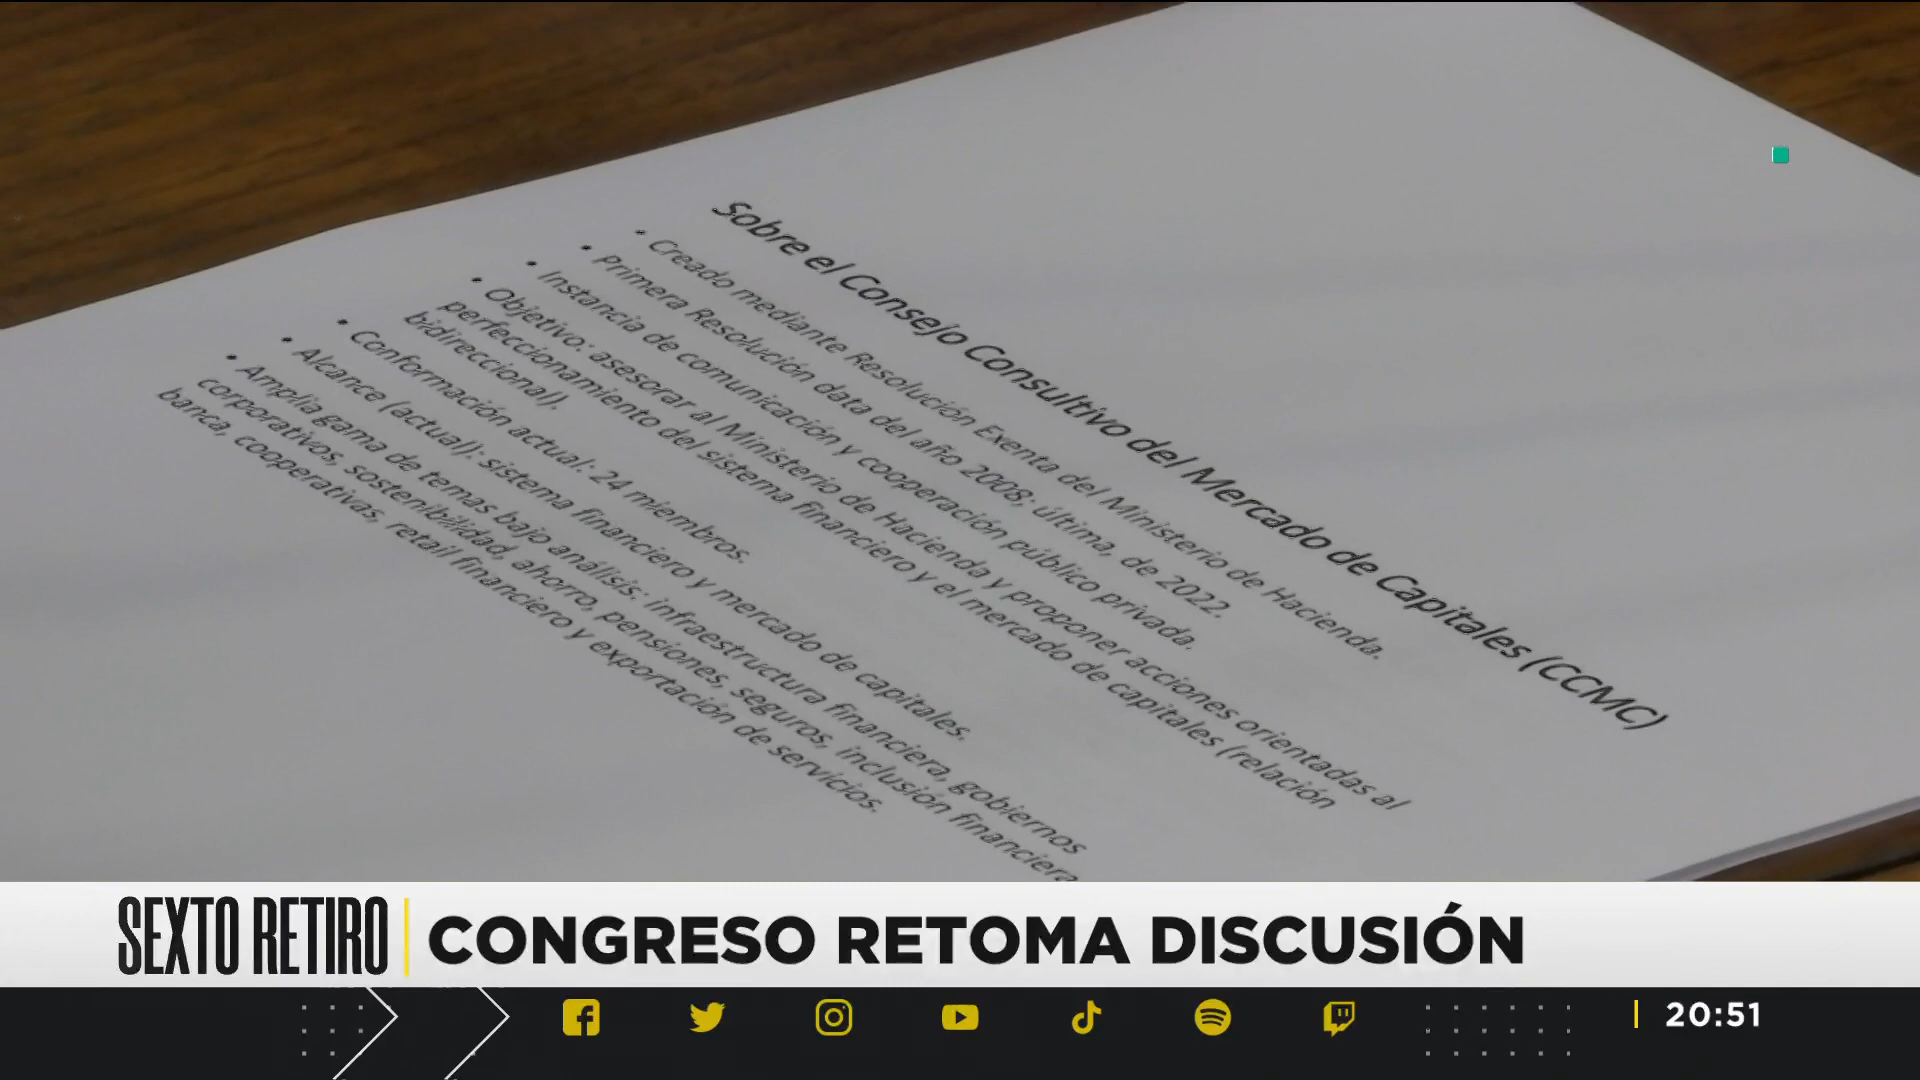 Sobre el Consejo Consultivo del Mercado de Capitales (CCMC)
• Creado mediante Resolución Exenta del Ministerio de Hacienda.
• Primera Resolución data del año 2008; última, de 2022.
• Instancia de comunicación y cooperación público privada.
• Objetivo: asesorar al Ministerio de Hacienda y proponer acciones orientadas al
perfeccionamiento del sistema financiero y el mercado de capitales (relación
bidireccional).
• Conformación actual: 24 miembros.
• Alcance (actual): sistema financiero y mercado de capitales.
• Amplia gama de temas bajo análisis: infraestructura financiera, gobiernos
corporativos, sostenibilidad, ahorro, pensiones, seguros, inclusión financiera
banca, cooperativas, retail financiero y exportación de servicios.
SEXTO RETIRO
CONGRESO RETOMA DISCUSIÓN
20:51